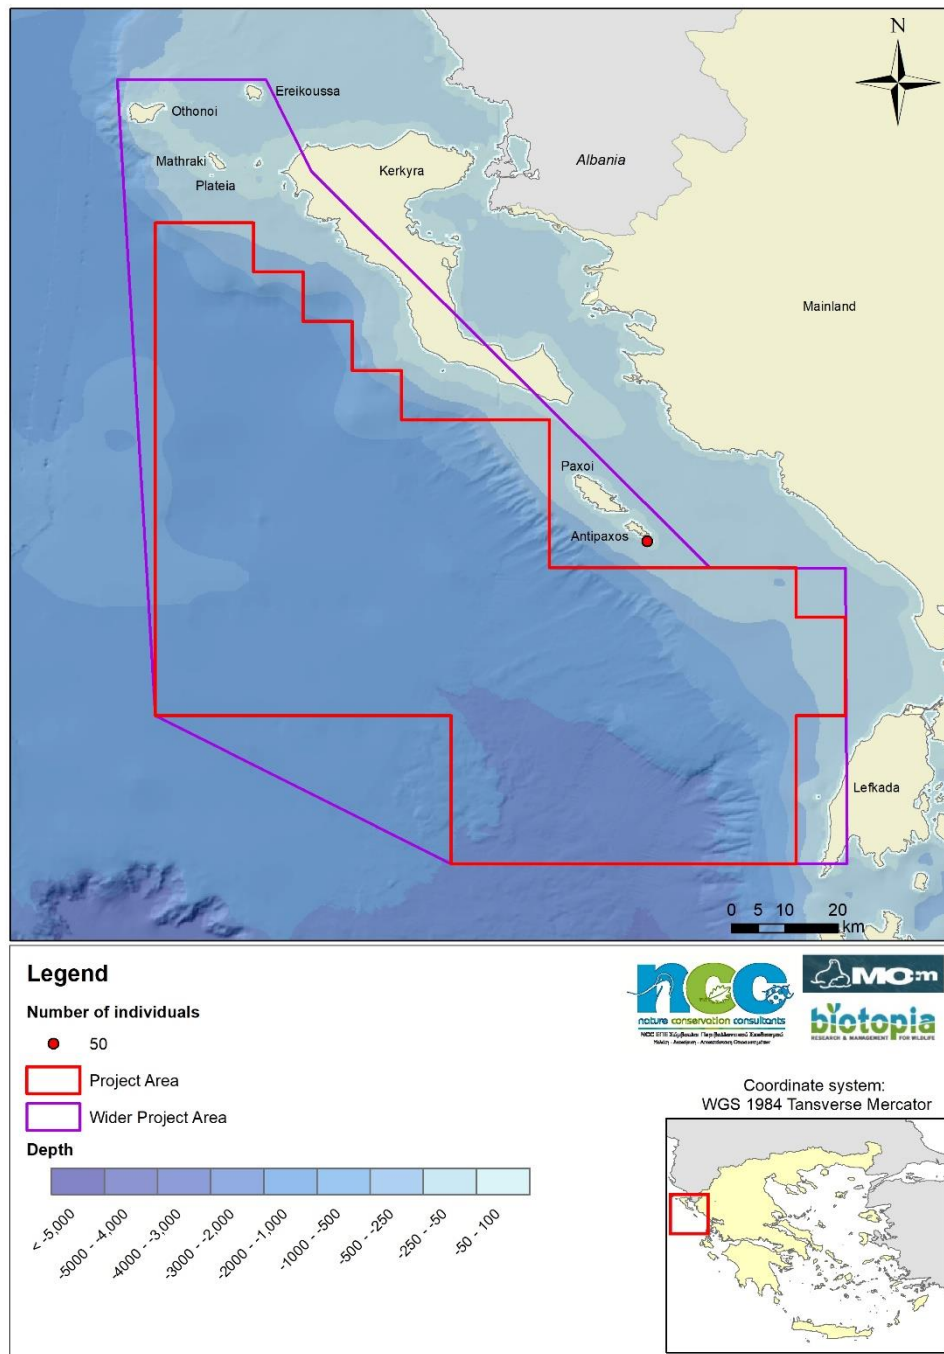 N
Ereikoussa
Othonoi
Mathraki
Plateia
Kerkyra
Albania
Mainland
Paxoi
Antipaxos
Lefkada
0 5 10 20
km
Legend
Number of individuals
50
Project Area
Wider Project Area
Depth
< -5,000
-5000 - -4,000
-4000 - -3,000
-3000 - -2,000
-2000 - -1,000
-1000 - -500
-500 - -250
-250 - -50
-50 - 100
ncc
nature conservation consultants
MOm
biotopia
RESEARCH & MANAGEMENT FOR WILDLIFE
Coordinate system:
WGS 1984 Tansverse Mercator